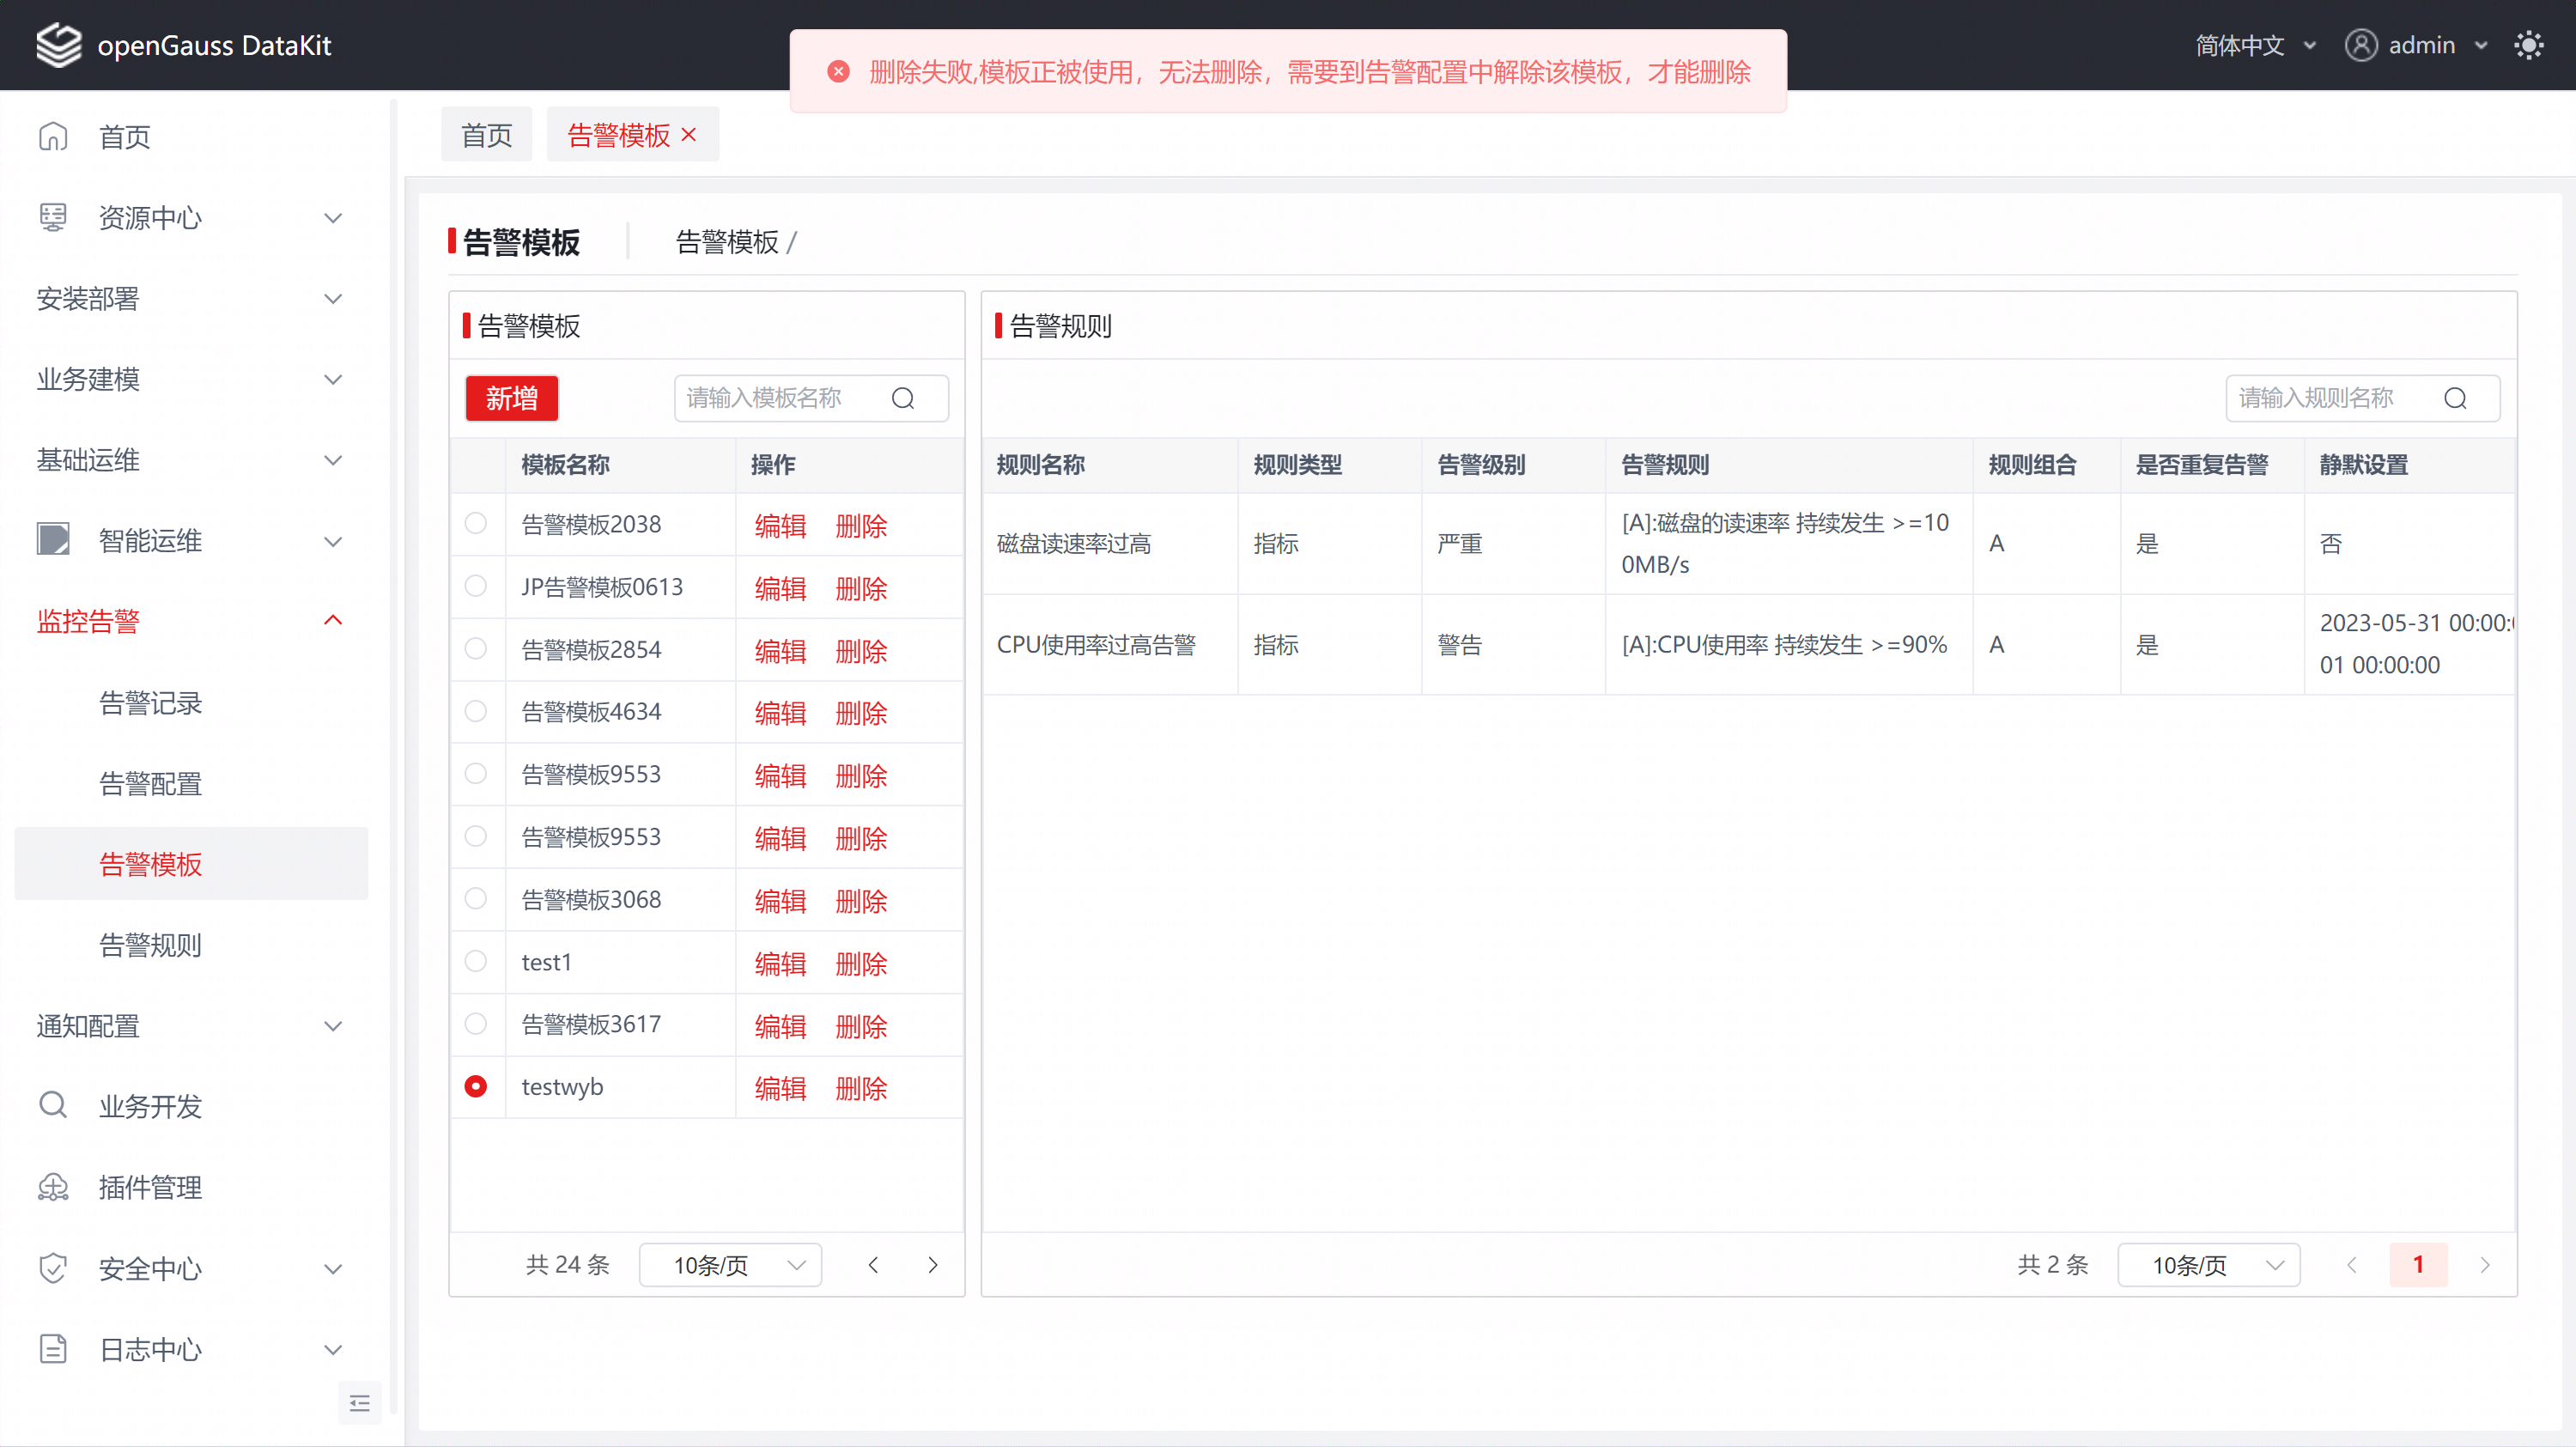 openGauss DataKit
删除失败,模板正被使用，无法删除，需要到告警配置中解除该模板，才能删除
简体中文
admin
首页
资源中心
安装部署
业务建模
基础运维
智能运维
监控告警
告警记录
告警配置
告警模板
告警规则
通知配置
业务开发
插件管理
安全中心
日志中心
首页
告警模板
告警模板
告警模板 /
告警模板
新增
请输入模板名称
模板名称 操作
告警模板2038 编辑 删除
JP告警模板0613 编辑 删除
告警模板2854 编辑 删除
告警模板4634 编辑 删除
告警模板9553 编辑 删除
告警模板9553 编辑 删除
告警模板3068 编辑 删除
test1 编辑 删除
告警模板3617 编辑 删除
testwyb 编辑 删除
共 24 条
10条/页
告警规则
请输入规则名称
规则名称 规则类型 告警级别 告警规则 规则组合 是否重复告警 静默设置
磁盘读速率过高 指标 严重 [A]:磁盘的读速率 持续发生 >=10
0MB/s A 是 否
CPU使用率过高告警 指标 警告 [A]:CPU使用率 持续发生 >=90% A 是 2023-05-31 00:00:
01 00:00:00
共 2 条
10条/页
1